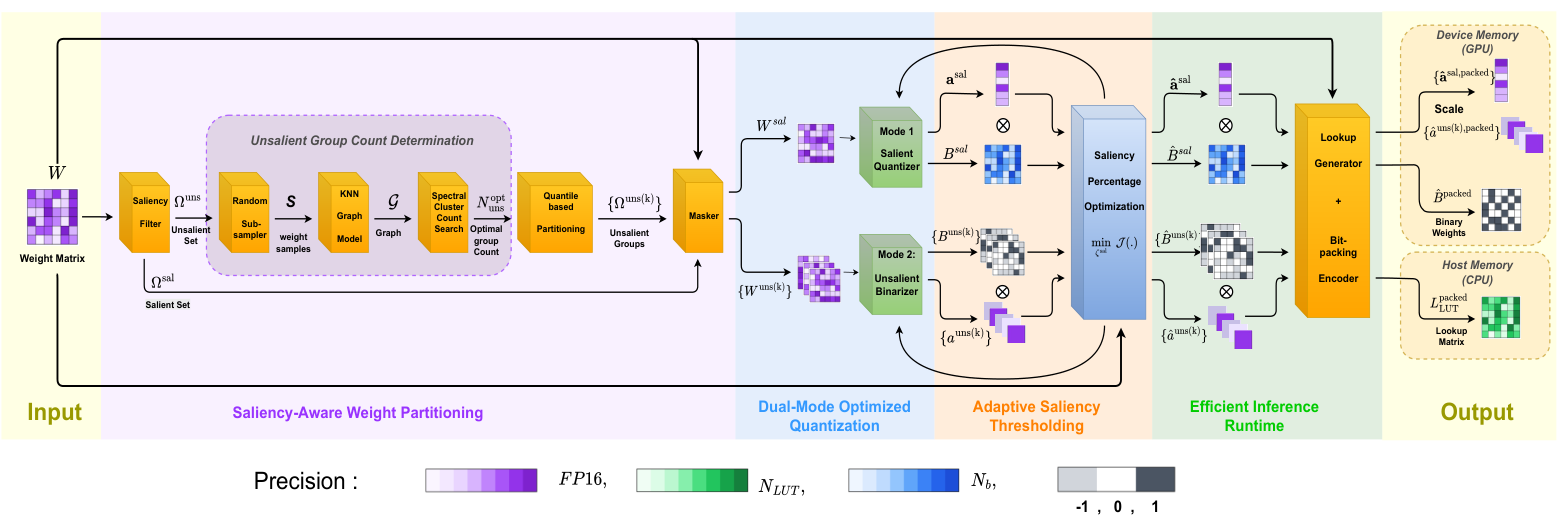 W
Weight Matrix
Input
Saliency
Filter
Ω^uns
Unsalient
Set
Ω^sal
Salient Set
Unsalient Group Count Determination
Random
Sub-
sampler
S
weight
samples
KNN
Graph
Model
𝒢
Graph
Spectral
Cluster
Count
Search
N_uns^opt
Optimal
group
Count
Quantile
based
Partitioning
{Ω^uns(k)}
Unsalient
Groups
Masker
Saliency-Aware Weight Partitioning
W^sal
{W^uns(k)}
Mode 1
Salient
Quantizer
Mode 2:
Unsalient
Binarizer
Dual-Mode Optimized
Quantization
a^sal
⊗
B^sal
{B^uns(k)}
⊗
{a^uns(k)}
Saliency
Percentage
Optimization
min 𝒥(.)
ζ^sal
Adaptive Saliency
Thresholding
â^sal
⊗
B̂^sal
{B̂^uns(k)}
⊗
{â^uns(k)}
Lookup
Generator
+
Bit-
packing
Encoder
Efficient Inference
Runtime
Device Memory
(GPU)
{â^sal,packed}
Scale
{â^uns(k),packed}
B̂^packed
Binary
Weights
Host Memory
(CPU)
L_LUT^packed
Lookup
Matrix
Output
Precision : FP16, N_LUT, N_b,
-1 , 0 , 1